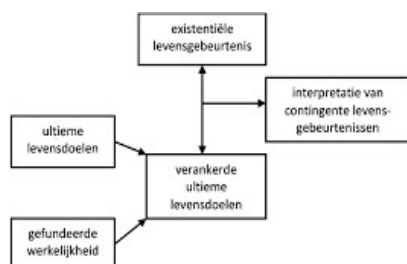 existentiële
levensgebeurtenis
interpretatie van
contingente levens-
gebeurtenissen
ultieme
levensdoelen
verankerde
ultieme
levensdoelen
gefundeerde
werkelijkheid